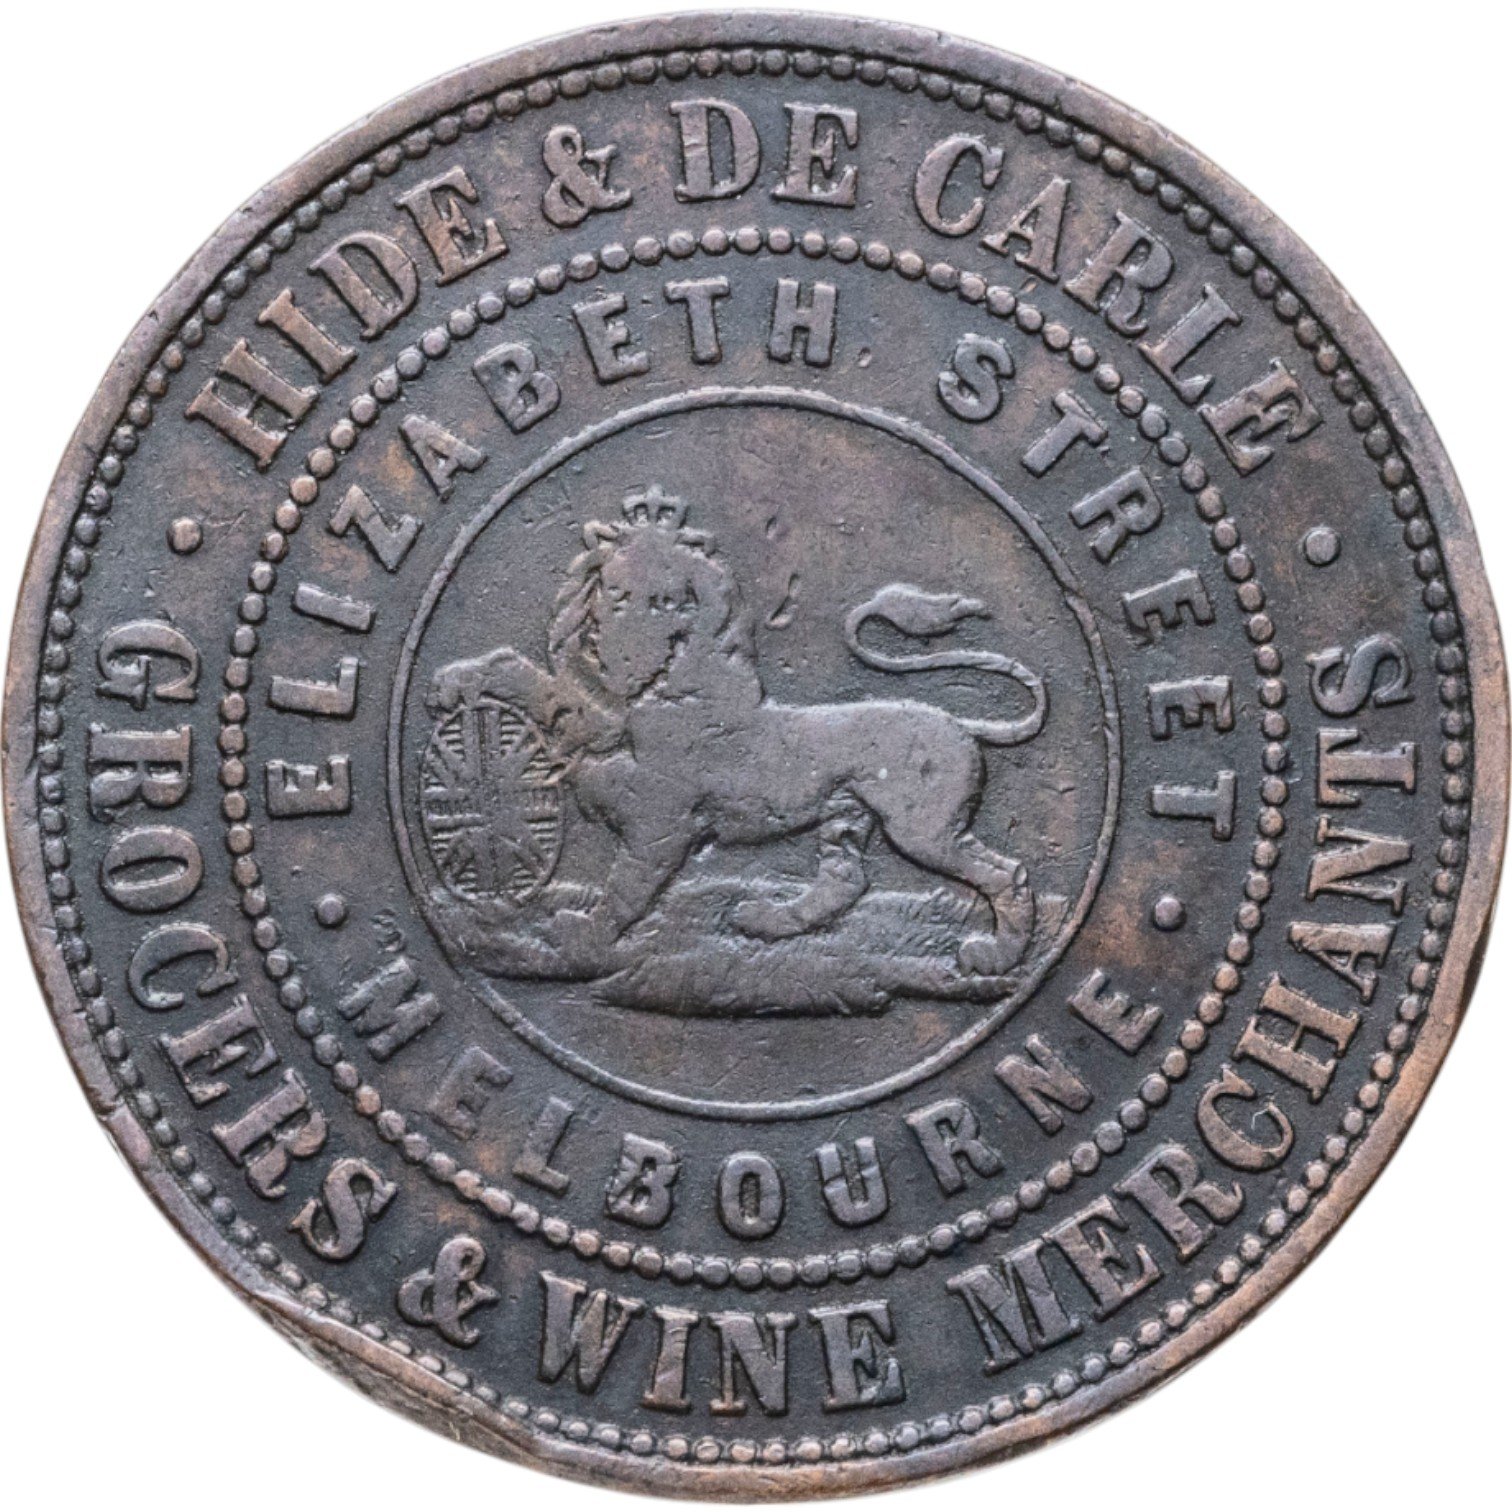 · HIDE & DE CARLE ·
GROCERS & WINE MERCHANTS
ELIZABETH STREET
· MELBOURNE ·